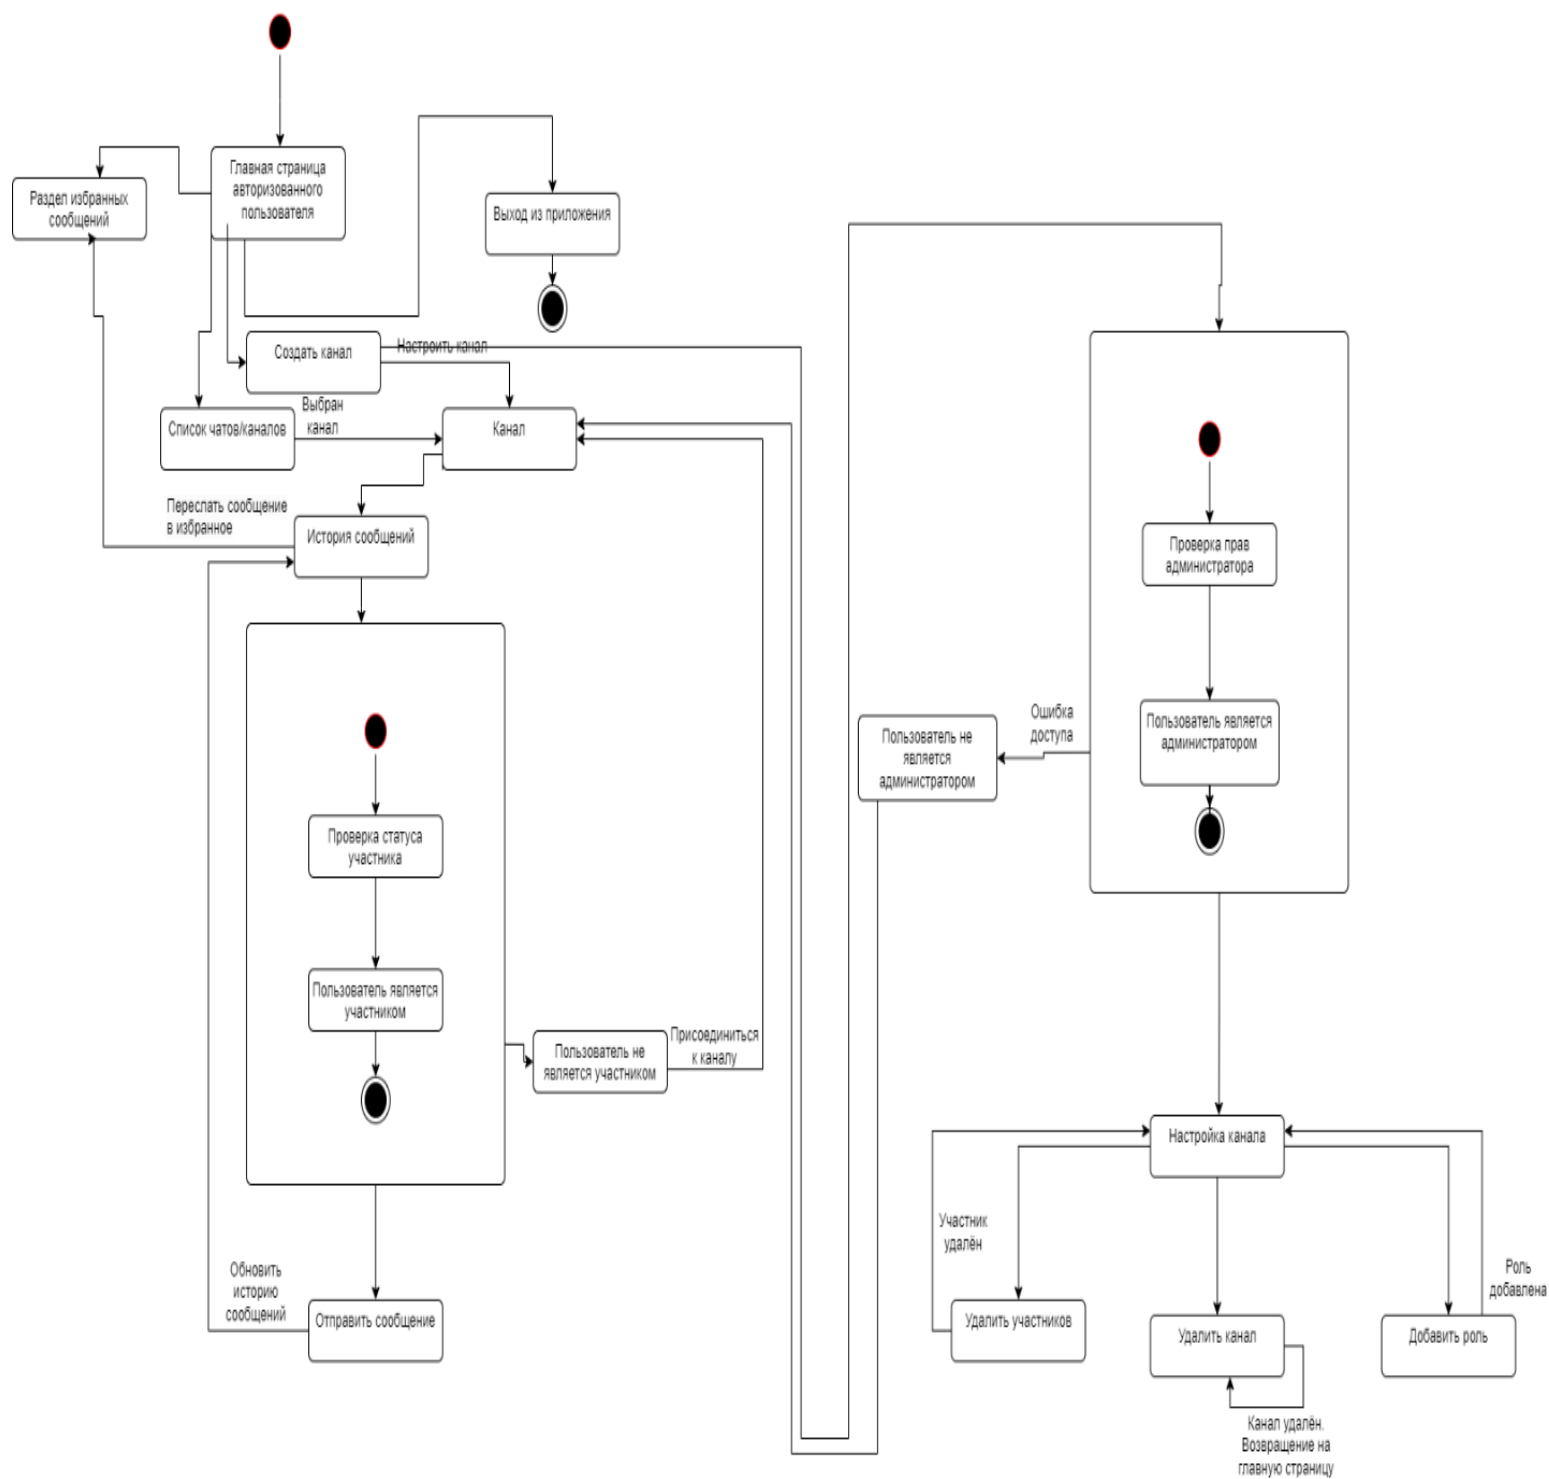 Главная страница
авторизованного
пользователя
Раздел избранных
сообщений
Выход из приложения
Создать канал
Настроить канал
Список чатов/каналов
Выбран
канал
Канал
Переслать сообщение
в избранное
История сообщений
Проверка статуса
участника
Пользователь является
участником
Пользователь не
является участником
Присоединиться
к каналу
Обновить
историю
сообщений
Отправить сообщение
Проверка прав
администратора
Пользователь является
администратором
Ошибка
доступа
Пользователь не
является
администратором
Настройка канала
Участник
удалён
Роль
добавлена
Удалить участников
Удалить канал
Добавить роль
Канал удалён.
Возвращение на
главную страницу